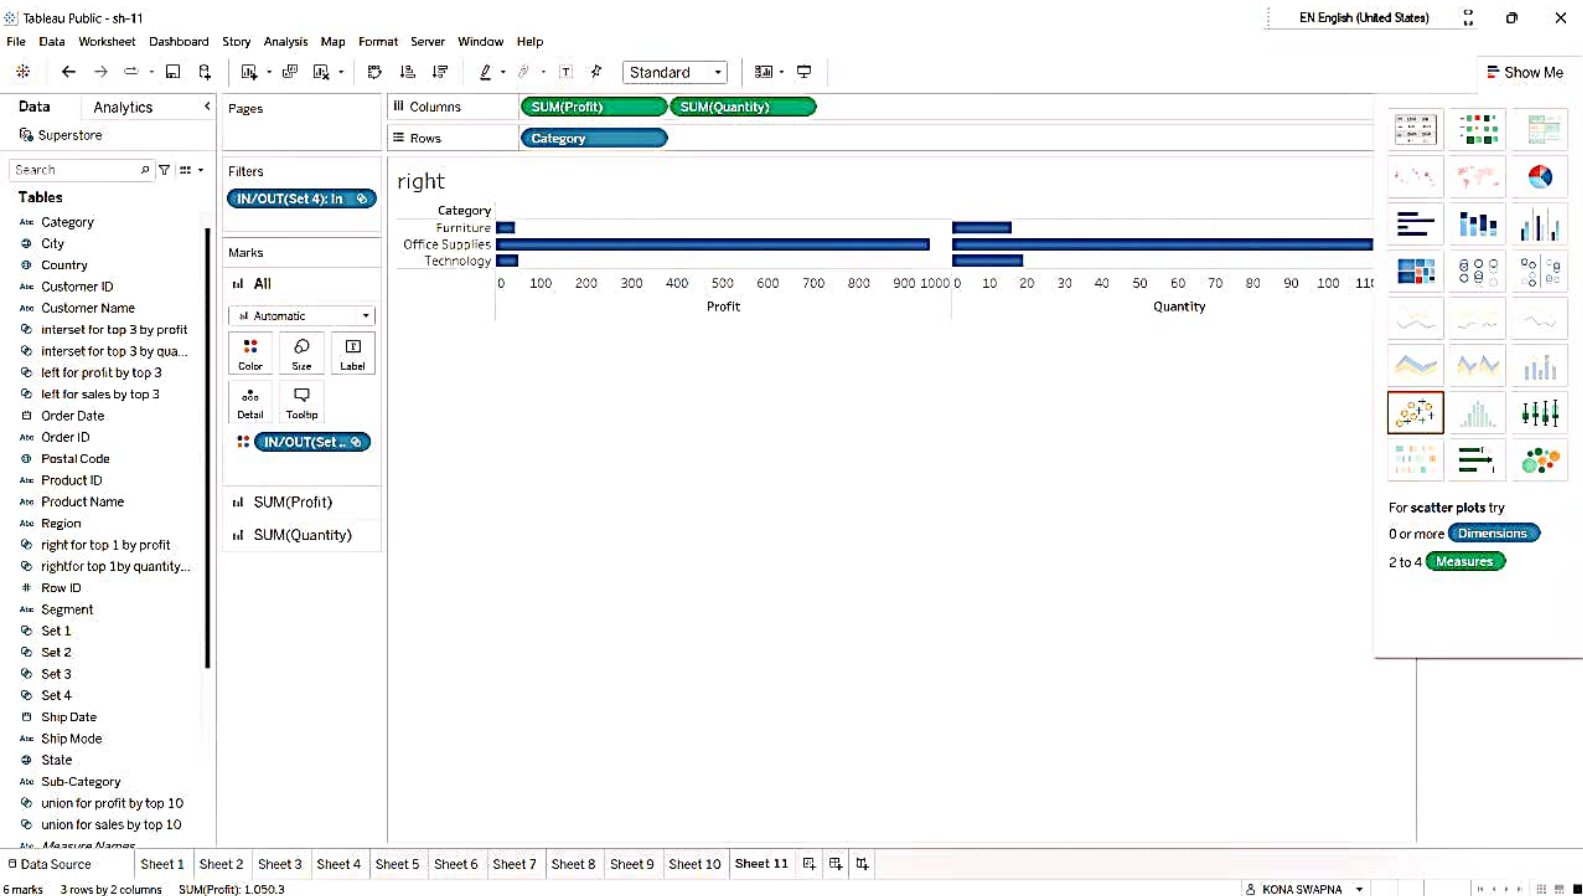 Tableau Public - sh-11
EN English (United States)
File Data Worksheet Dashboard Story Analysis Map Format Server Window Help
Standard
Show Me
Data Analytics
Superstore
Search
Tables
Category
City
Country
Customer ID
Customer Name
interset for top 3 by profit
interset for top 3 by qua...
left for profit by top 3
left for sales by top 3
Order Date
Order ID
Postal Code
Product ID
Product Name
Region
right for top 1 by profit
rightfor top 1by quantity...
Row ID
Segment
Set 1
Set 2
Set 3
Set 4
Ship Date
Ship Mode
State
Sub-Category
union for profit by top 10
union for sales by top 10
Measure Names
Pages
Filters
IN/OUT(Set 4): In
Marks
All
Automatic
Color Size Label
Detail Tooltip
IN/OUT(Set ..
SUM(Profit)
SUM(Quantity)
Columns SUM(Profit) SUM(Quantity)
Rows Category
right
Category
Furniture
Office Supplies
Technology
0 100 200 300 400 500 600 700 800 900 1000
0 10 20 30 40 50 60 70 80 90 100 11
Profit Quantity
For scatter plots try
0 or more Dimensions
2 to 4 Measures
Data Source Sheet 1 Sheet 2 Sheet 3 Sheet 4 Sheet 5 Sheet 6 Sheet 7 Sheet 8 Sheet 9 Sheet 10 Sheet 11
6 marks 3 rows by 2 columns SUM(Profit): 1,050.3
KONA SWAPNA